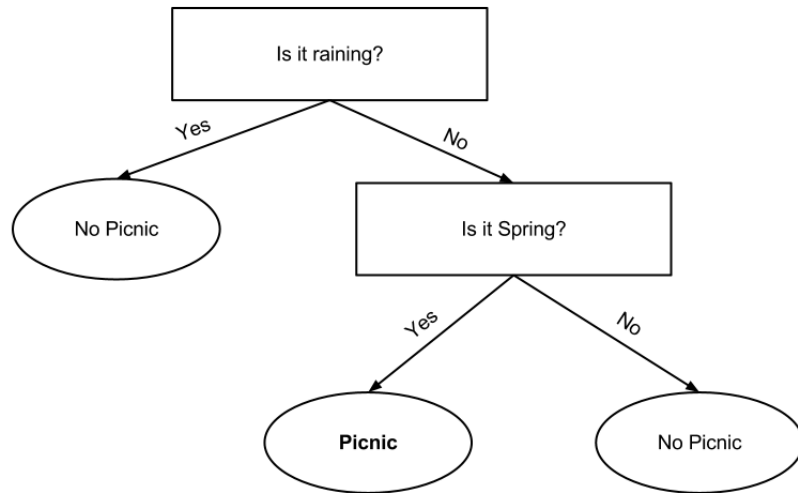 Is it raining?
Yes
No
No Picnic
Is it Spring?
Yes
No
Picnic
No Picnic